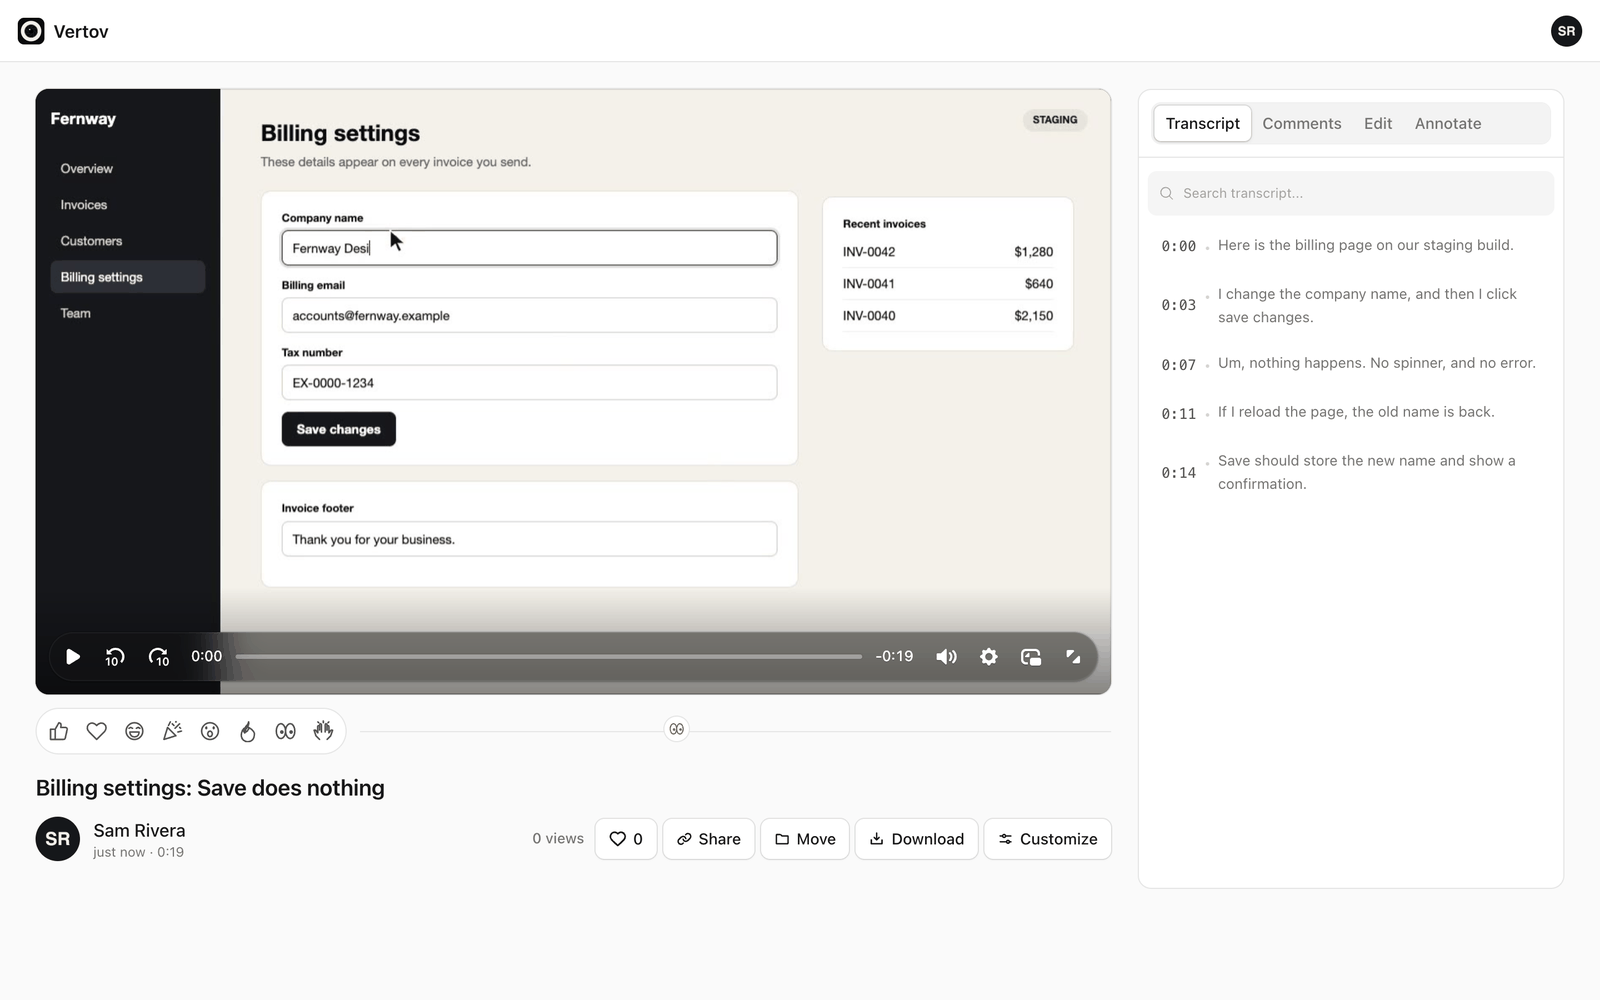 Vertov
SR
Fernway
Overview
Invoices
Customers
Billing settings
Team
Billing settings
These details appear on every invoice you send.
STAGING
Company name
Fernway Desi
Billing email
accounts@fernway.example
Tax number
EX-0000-1234
Save changes
Invoice footer
Thank you for your business.
Recent invoices
INV-0042 $1,280
INV-0041 $640
INV-0040 $2,150
10 10 0:00 -0:19
Billing settings: Save does nothing
SR
Sam Rivera
just now · 0:19
0 views 0 Share Move Download Customize
Transcript Comments Edit Annotate
Search transcript...
0:00 Here is the billing page on our staging build.
0:03 I change the company name, and then I click
save changes.
0:07 Um, nothing happens. No spinner, and no error.
0:11 If I reload the page, the old name is back.
0:14 Save should store the new name and show a
confirmation.